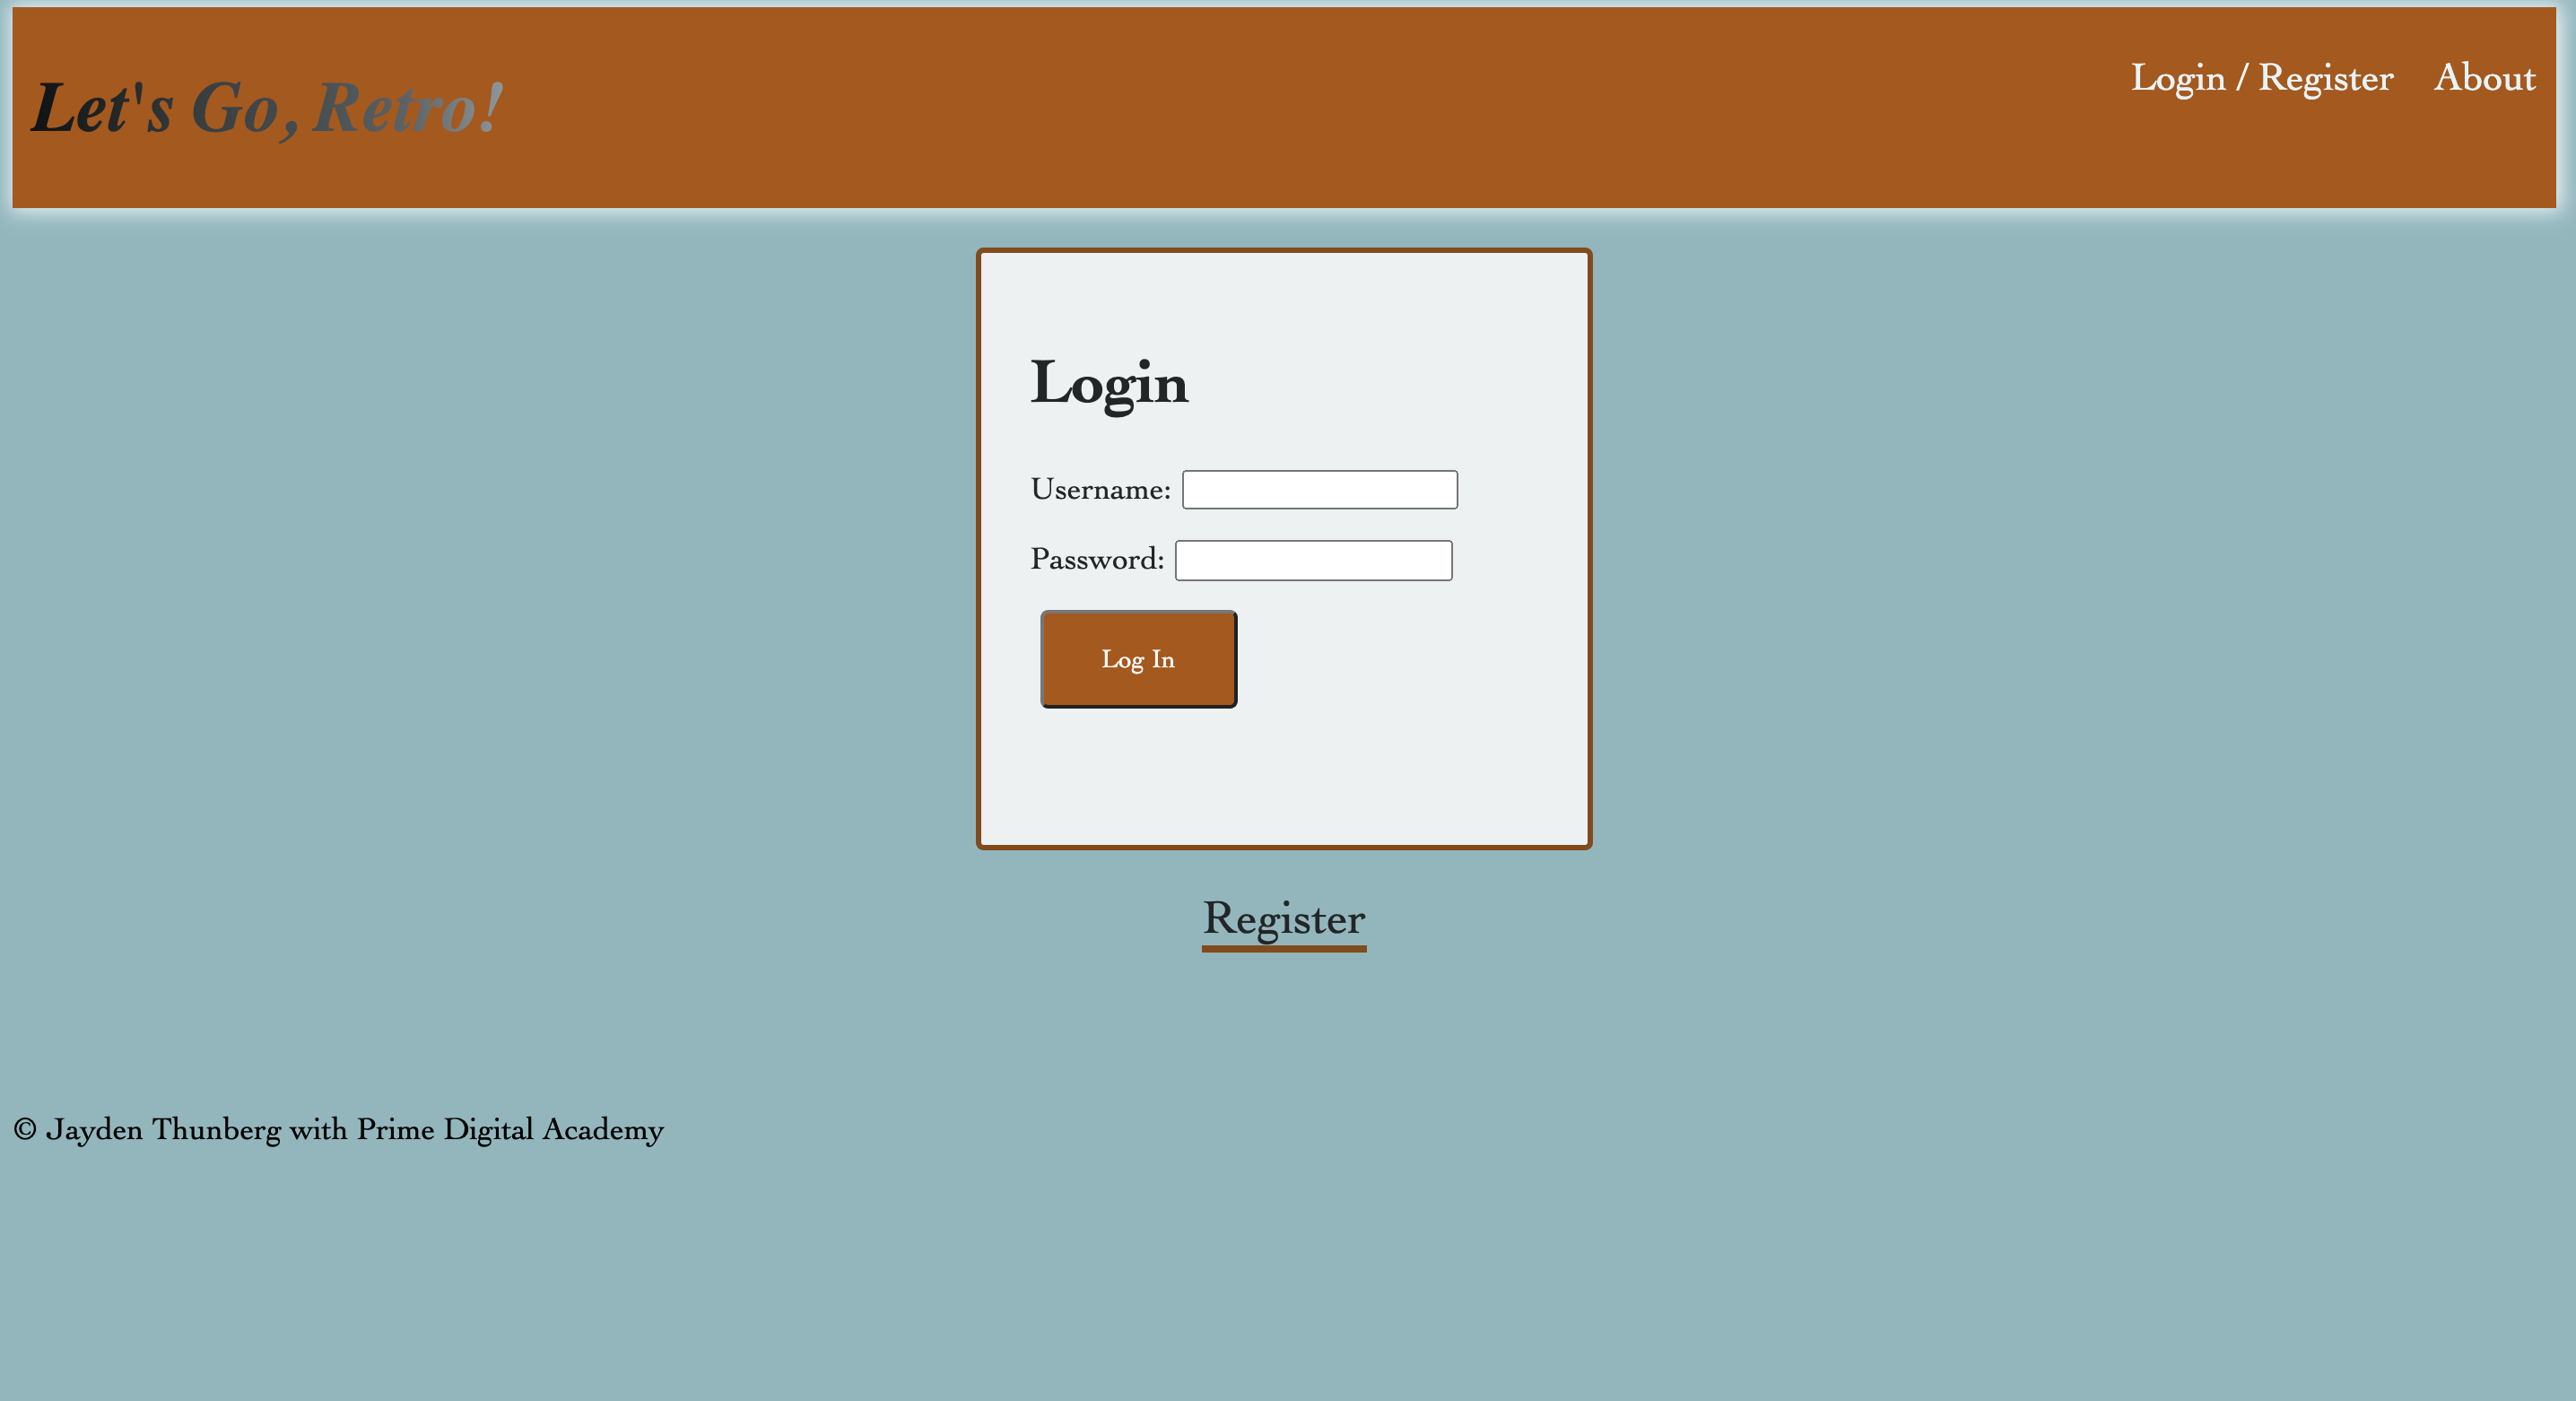 Let's Go, Retro!
Login / Register
About
Login
Username:
Password:
Log In
Register
© Jayden Thunberg with Prime Digital Academy